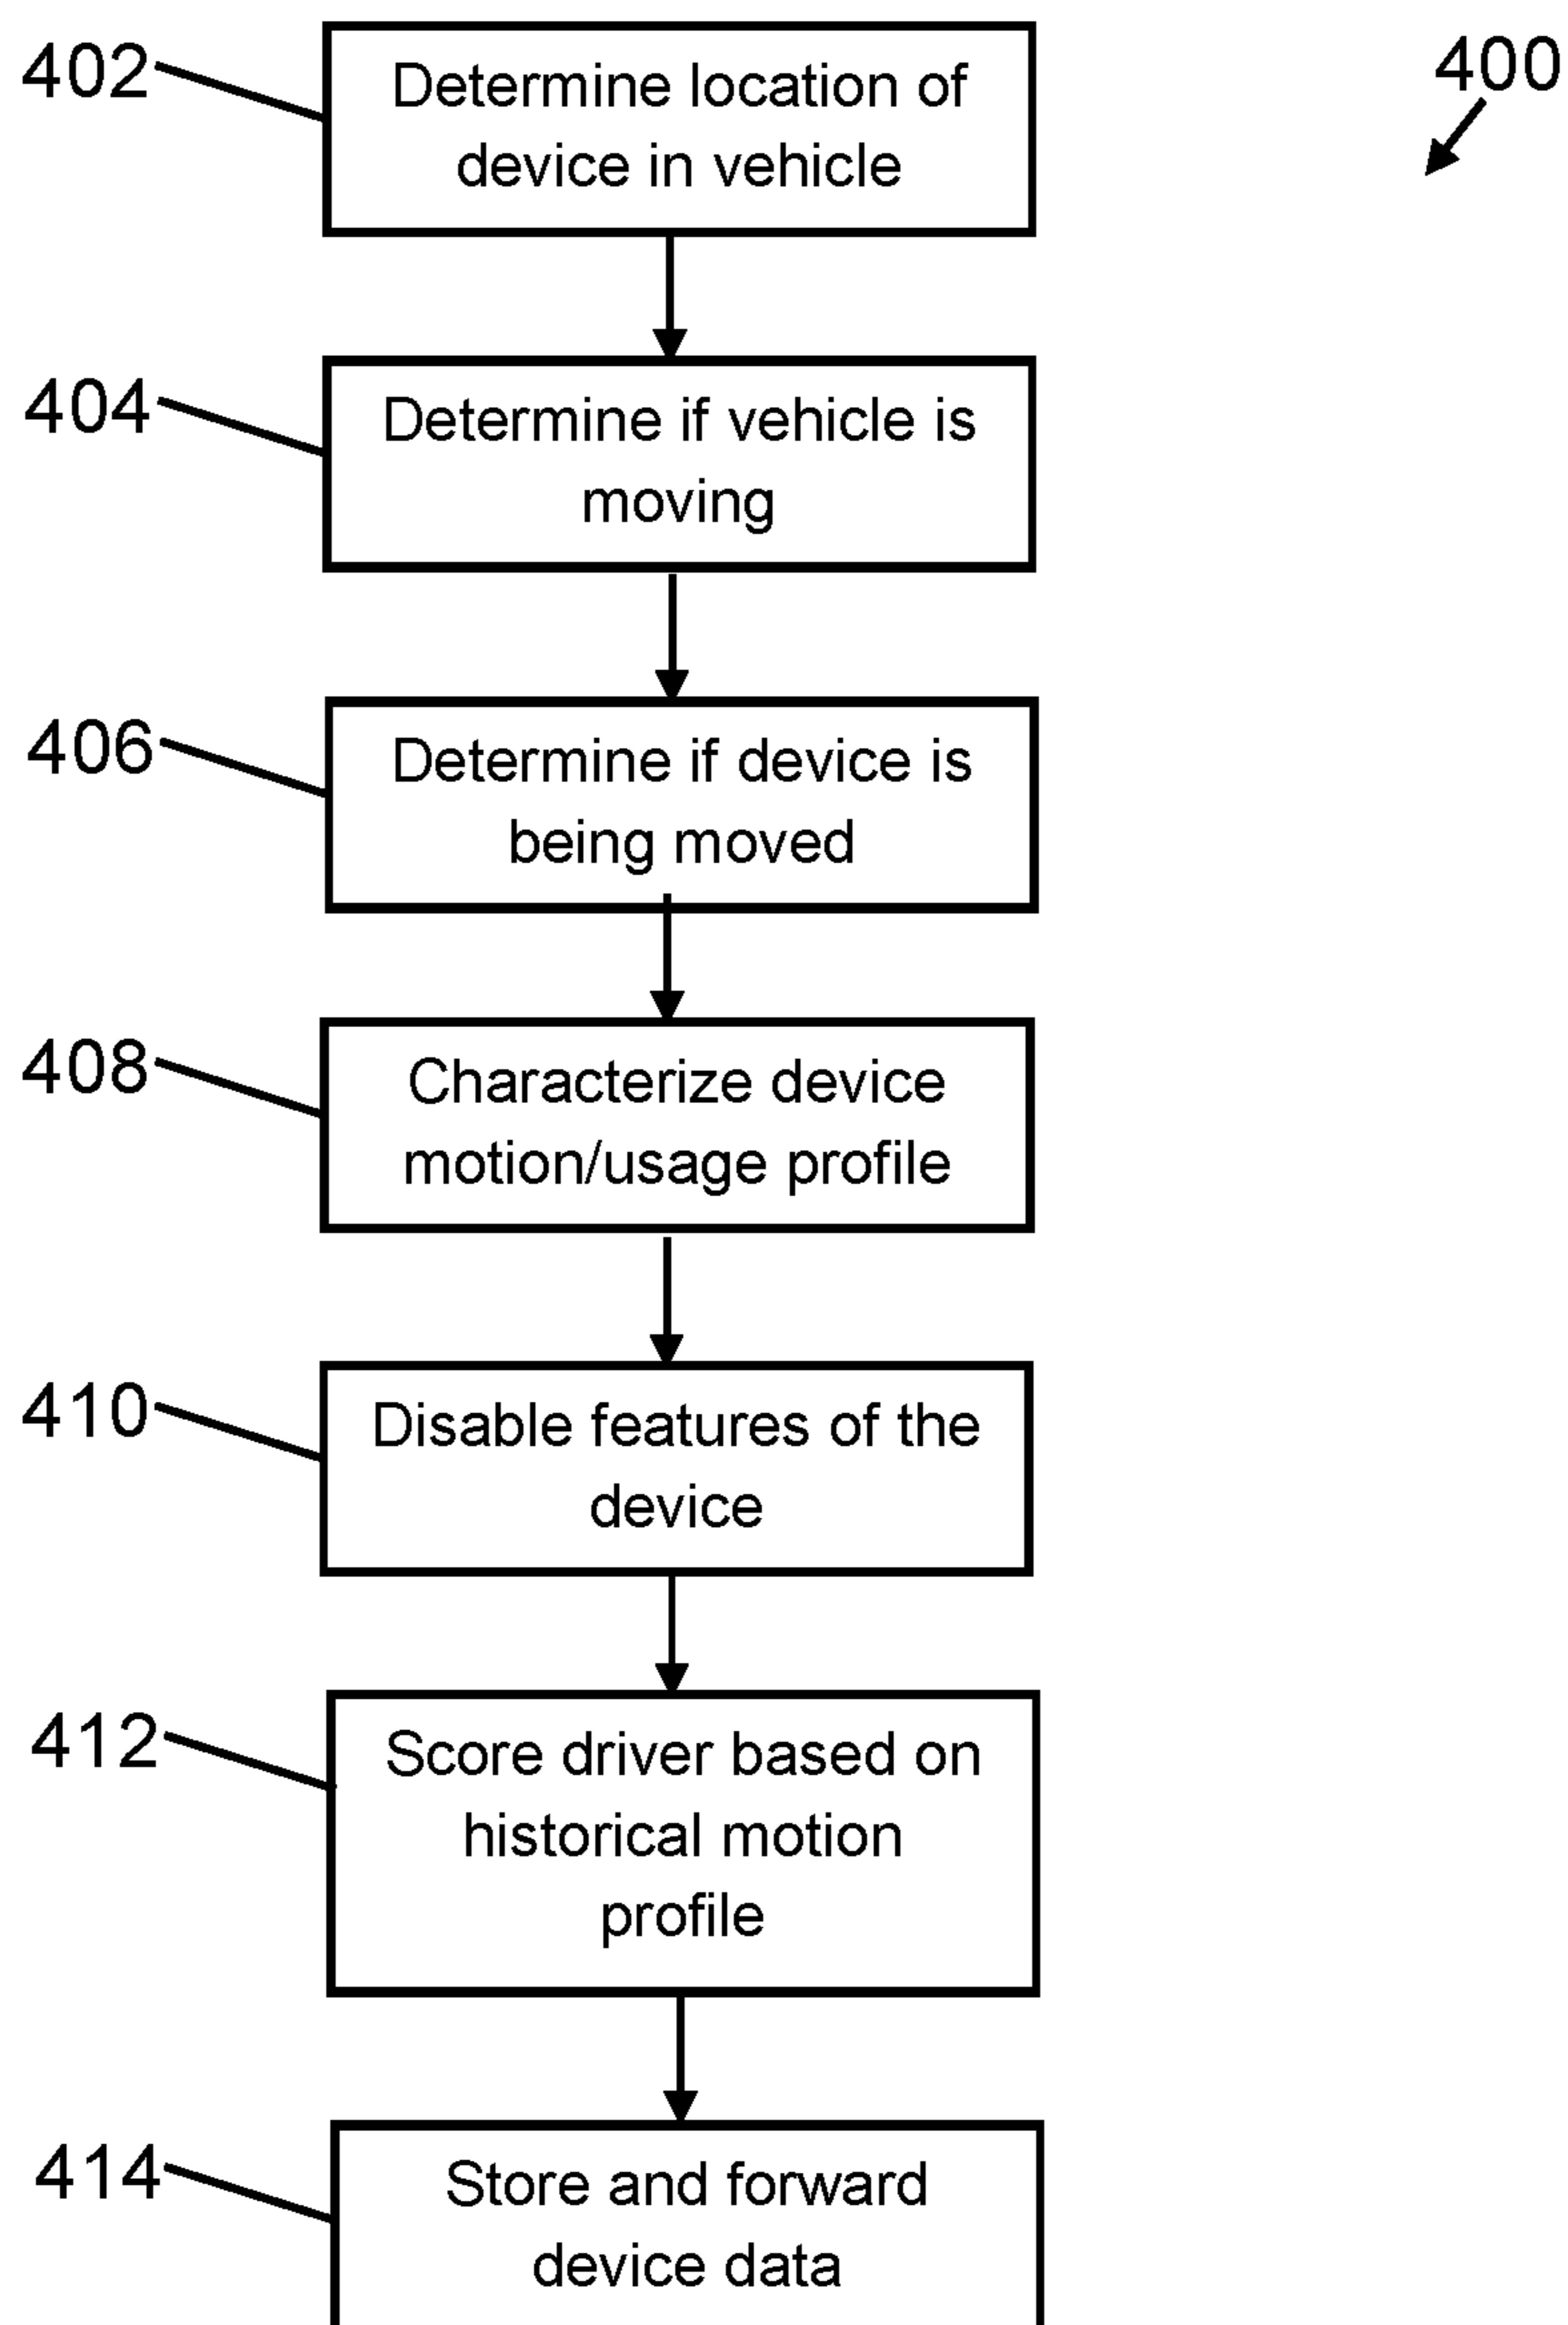 402
Determine location of
device in vehicle
400
404
Determine if vehicle is
moving
406
Determine if device is
being moved
408
Characterize device
motion/usage profile
410
Disable features of the
device
412
Score driver based on
historical motion
profile
414
Store and forward
device data